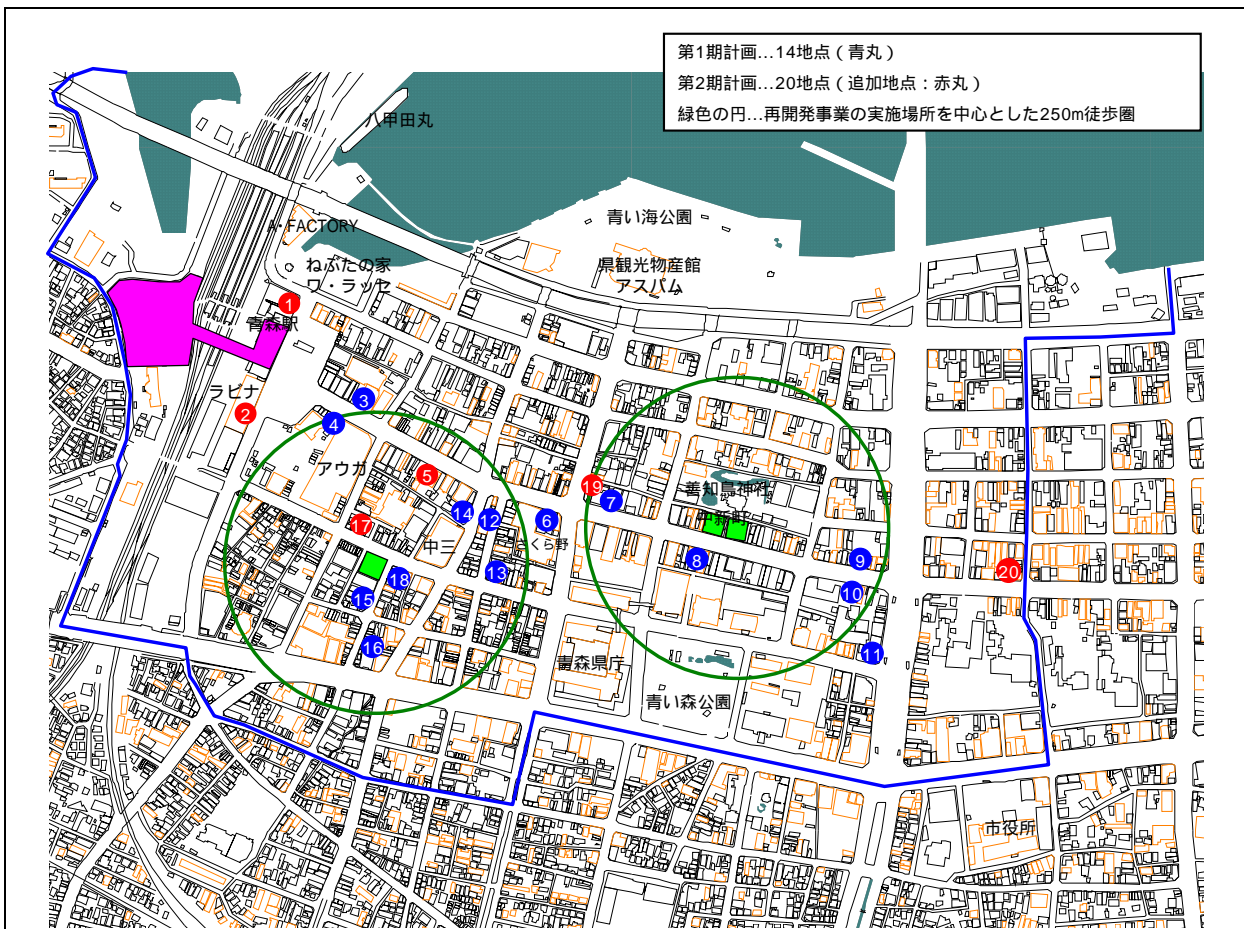 第1期計画…14地点(青丸)
第2期計画…20地点(追加地点:赤丸)
緑色の円…再開発事業の実施場所を中心とした250m徒歩圏
八甲田丸
青い海公園
A・FACTORY
ねぶたの家
ワ・ラッセ
県観光物産館
アスパム
1
青森駅
ラビナ
2
3
4
アウガ
5
19
7
善知鳥神社
中新町
14
12
6
17
中三
さくら野
8
9
20
13
18
15
10
16
11
青森県庁
青い森公園
市役所